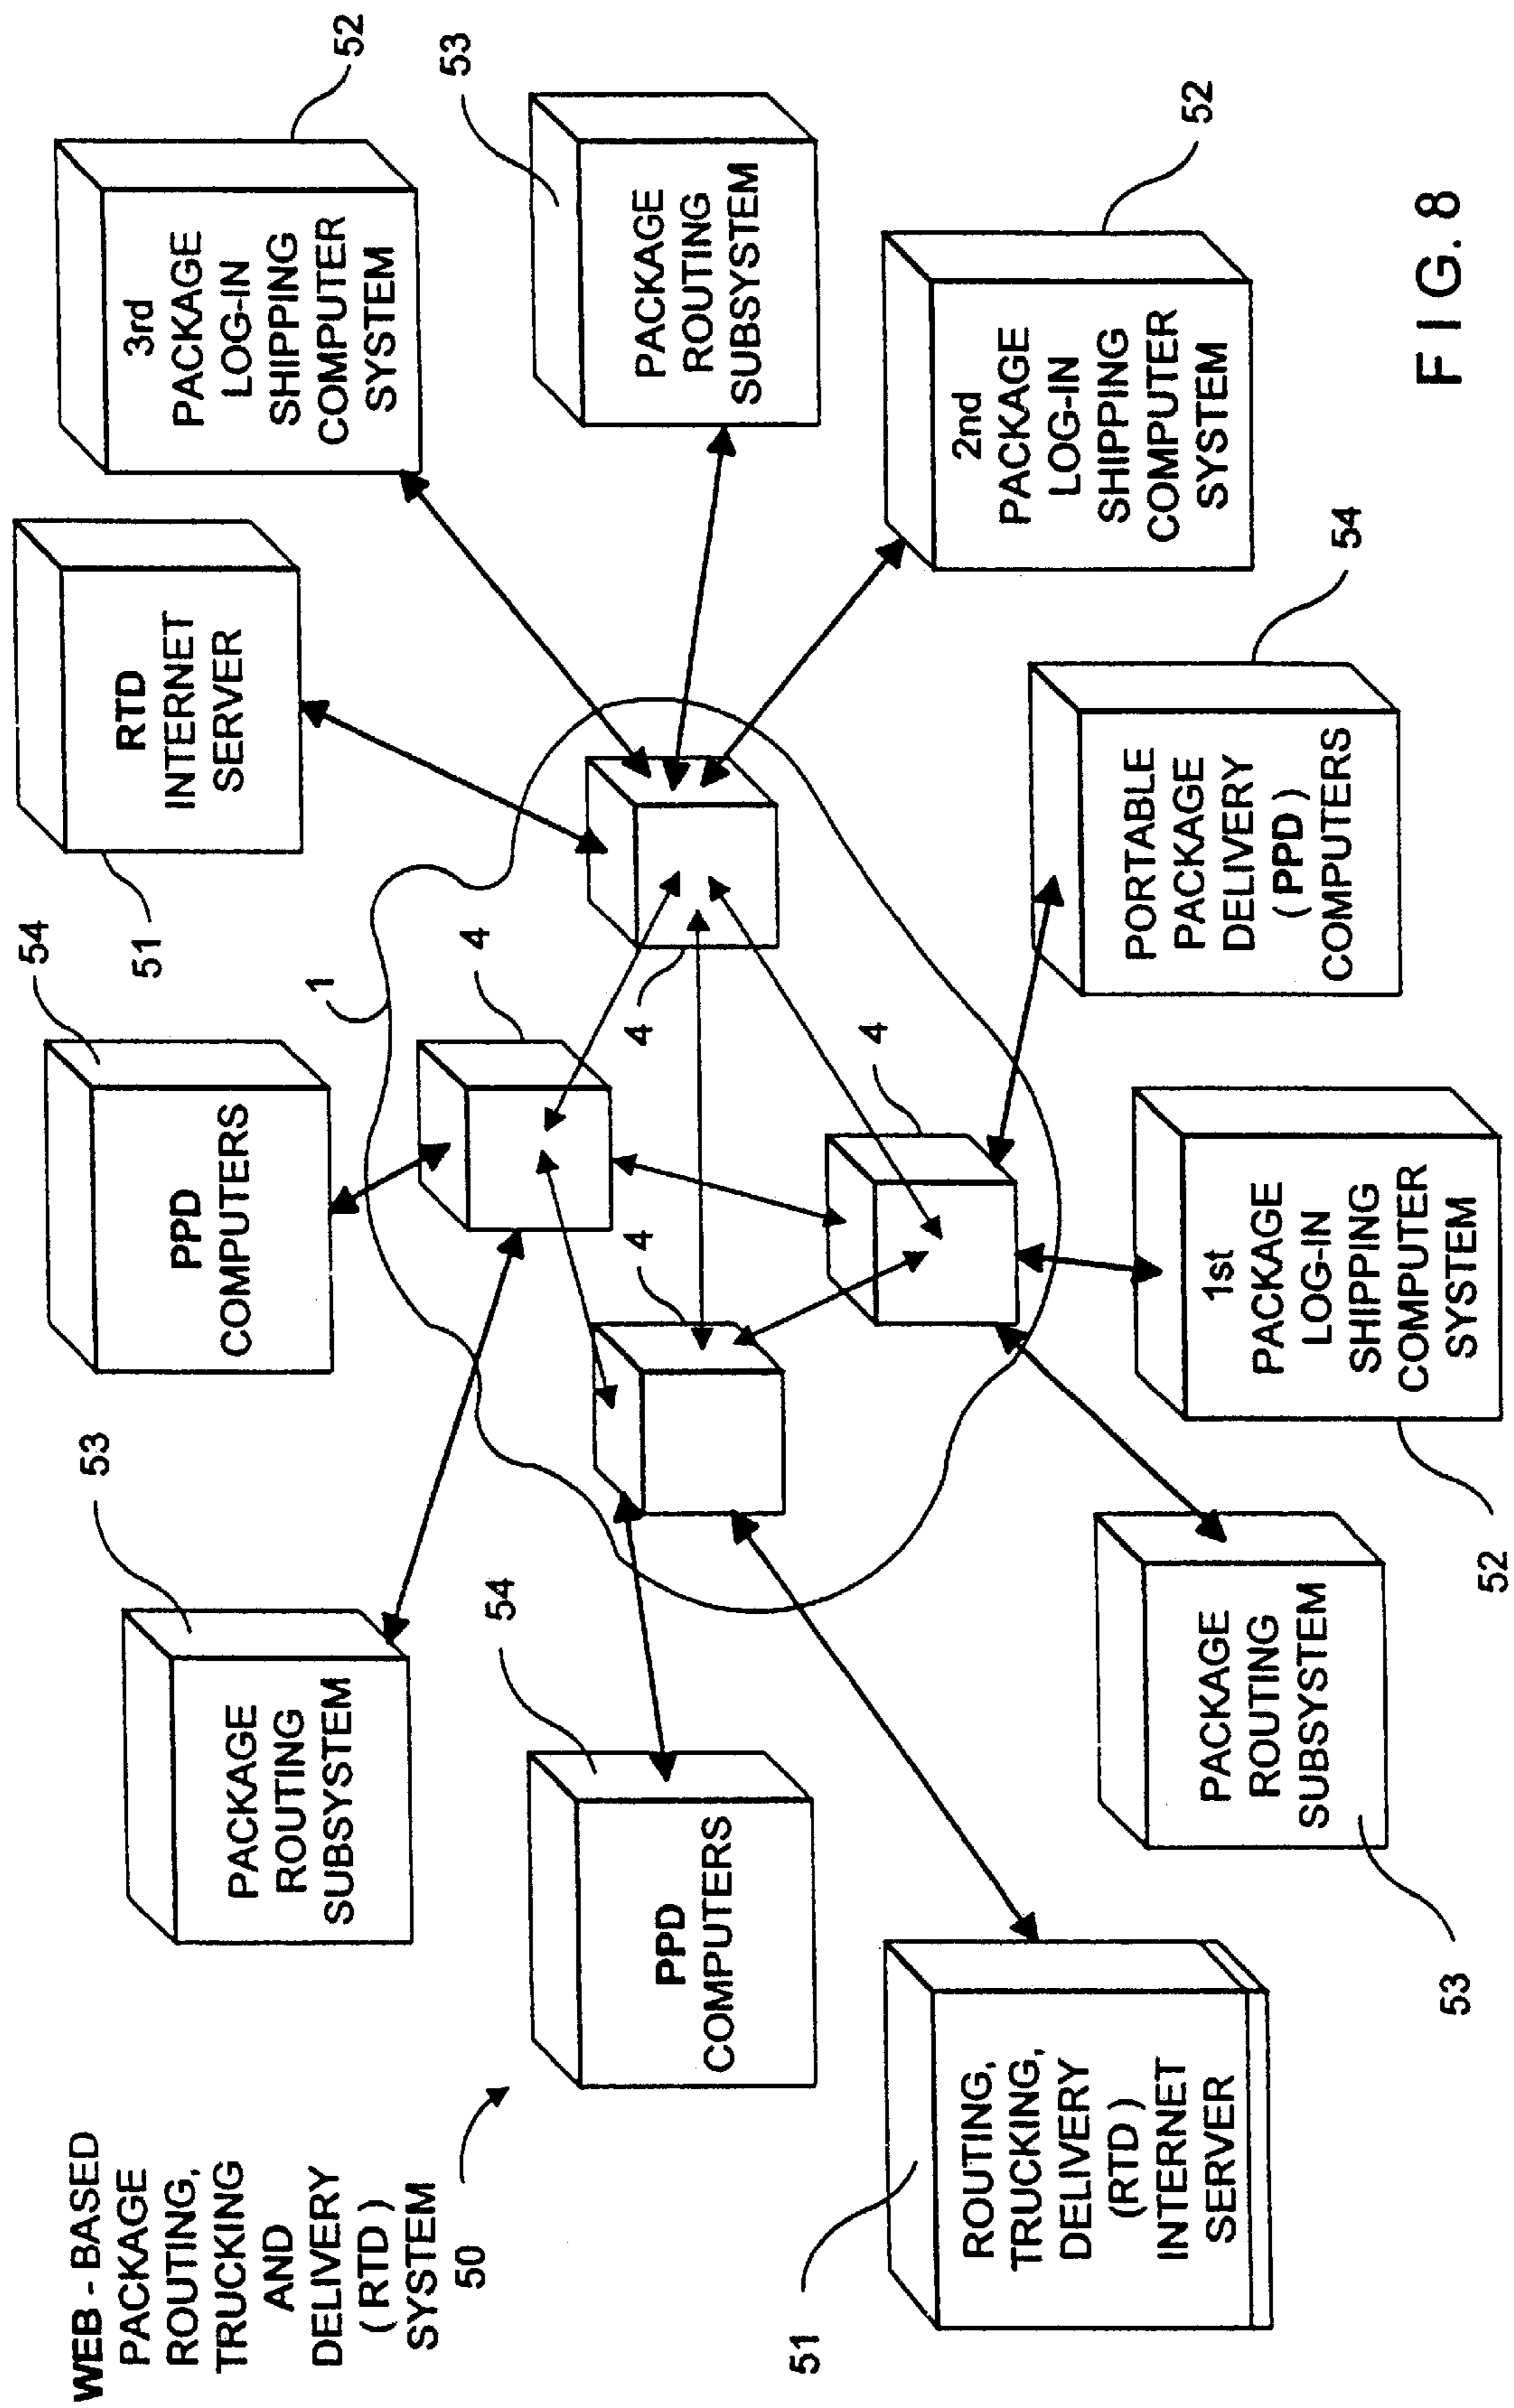 WEB - BASED
PACKAGE
ROUTING,
TRUCKING
AND
DELIVERY
( RTD )
SYSTEM
50
53
PACKAGE
ROUTING
SUBSYSTEM
54
PPD
COMPUTERS
51
RTD
INTERNET
SERVER
52
3rd
PACKAGE
LOG-IN
SHIPPING
COMPUTER
SYSTEM
54
PPD
COMPUTERS
1
4
4
4
4
53
PACKAGE
ROUTING
SUBSYSTEM
51
ROUTING,
TRUCKING,
DELIVERY
(RTD )
INTERNET
SERVER
53
PACKAGE
ROUTING
SUBSYSTEM
52
1st
PACKAGE
LOG-IN
SHIPPING
COMPUTER
SYSTEM
54
PORTABLE
PACKAGE
DELIVERY
( PPD )
COMPUTERS
52
2nd
PACKAGE
LOG-IN
SHIPPING
COMPUTER
SYSTEM
FIG. 8